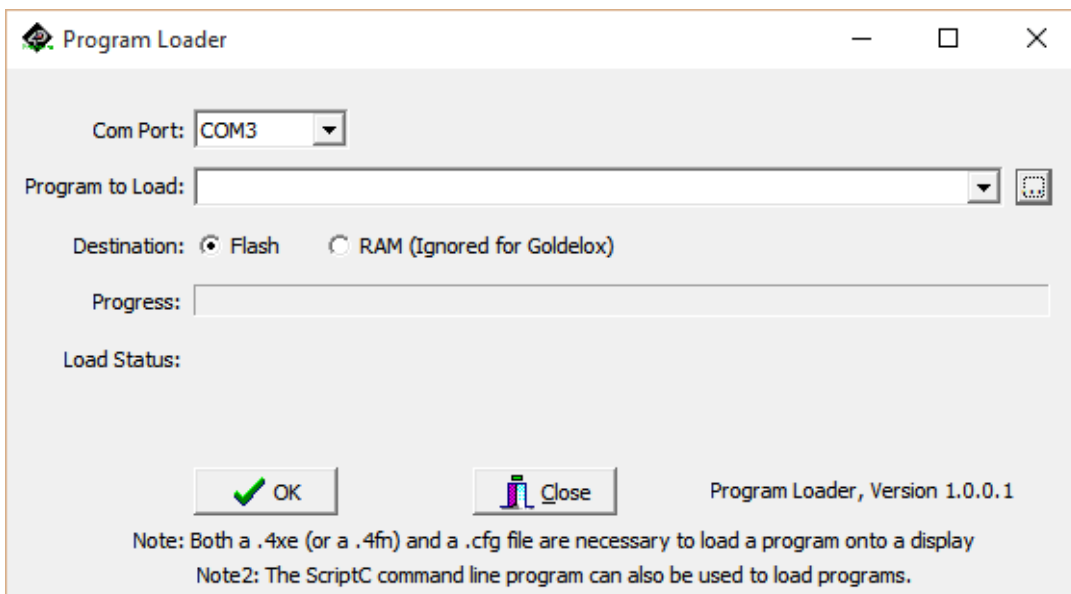 Program Loader
Com Port: COM3
Program to Load:
Destination: Flash RAM (Ignored for Goldelox)
Progress:
Load Status:
OK Close Program Loader, Version 1.0.0.1
Note: Both a .4xe (or a .4fn) and a .cfg file are necessary to load a program onto a display
Note2: The ScriptC command line program can also be used to load programs.